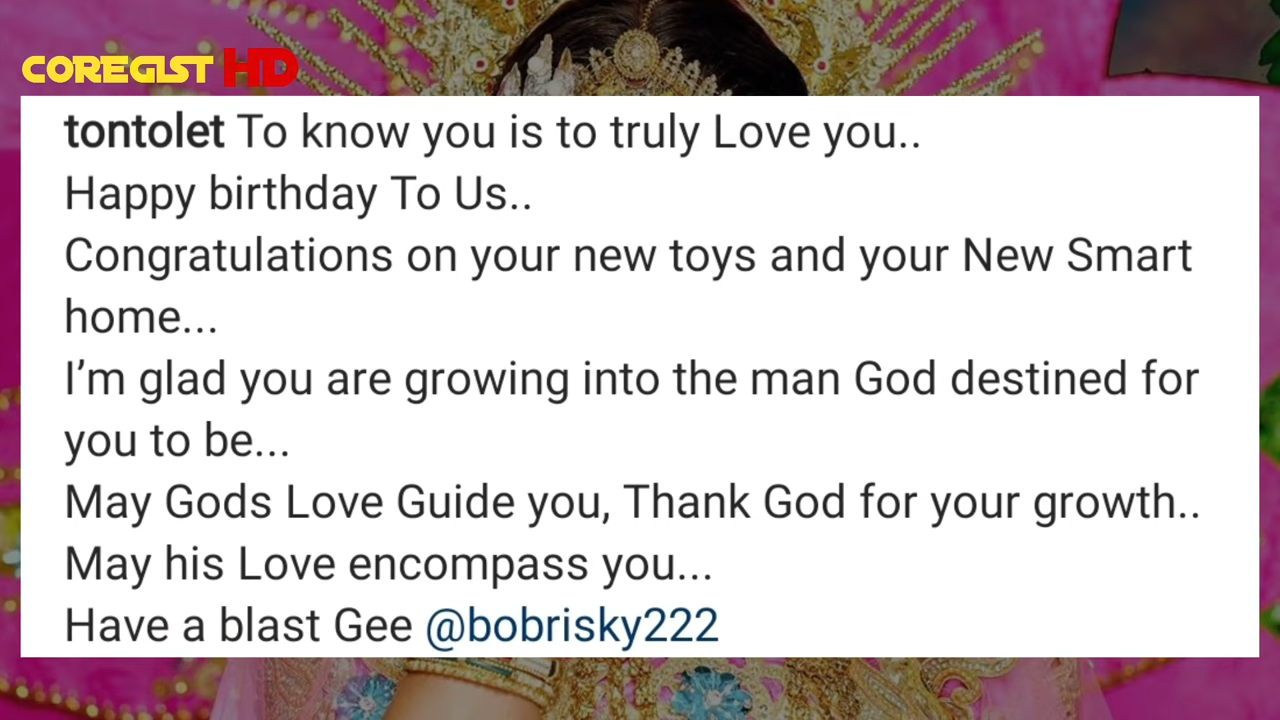 COREGIST HD
tontolet To know you is to truly Love you..
Happy birthday To Us..
Congratulations on your new toys and your New Smart
home...
I’m glad you are growing into the man God destined for
you to be...
May Gods Love Guide you, Thank God for your growth..
May his Love encompass you...
Have a blast Gee @bobrisky222